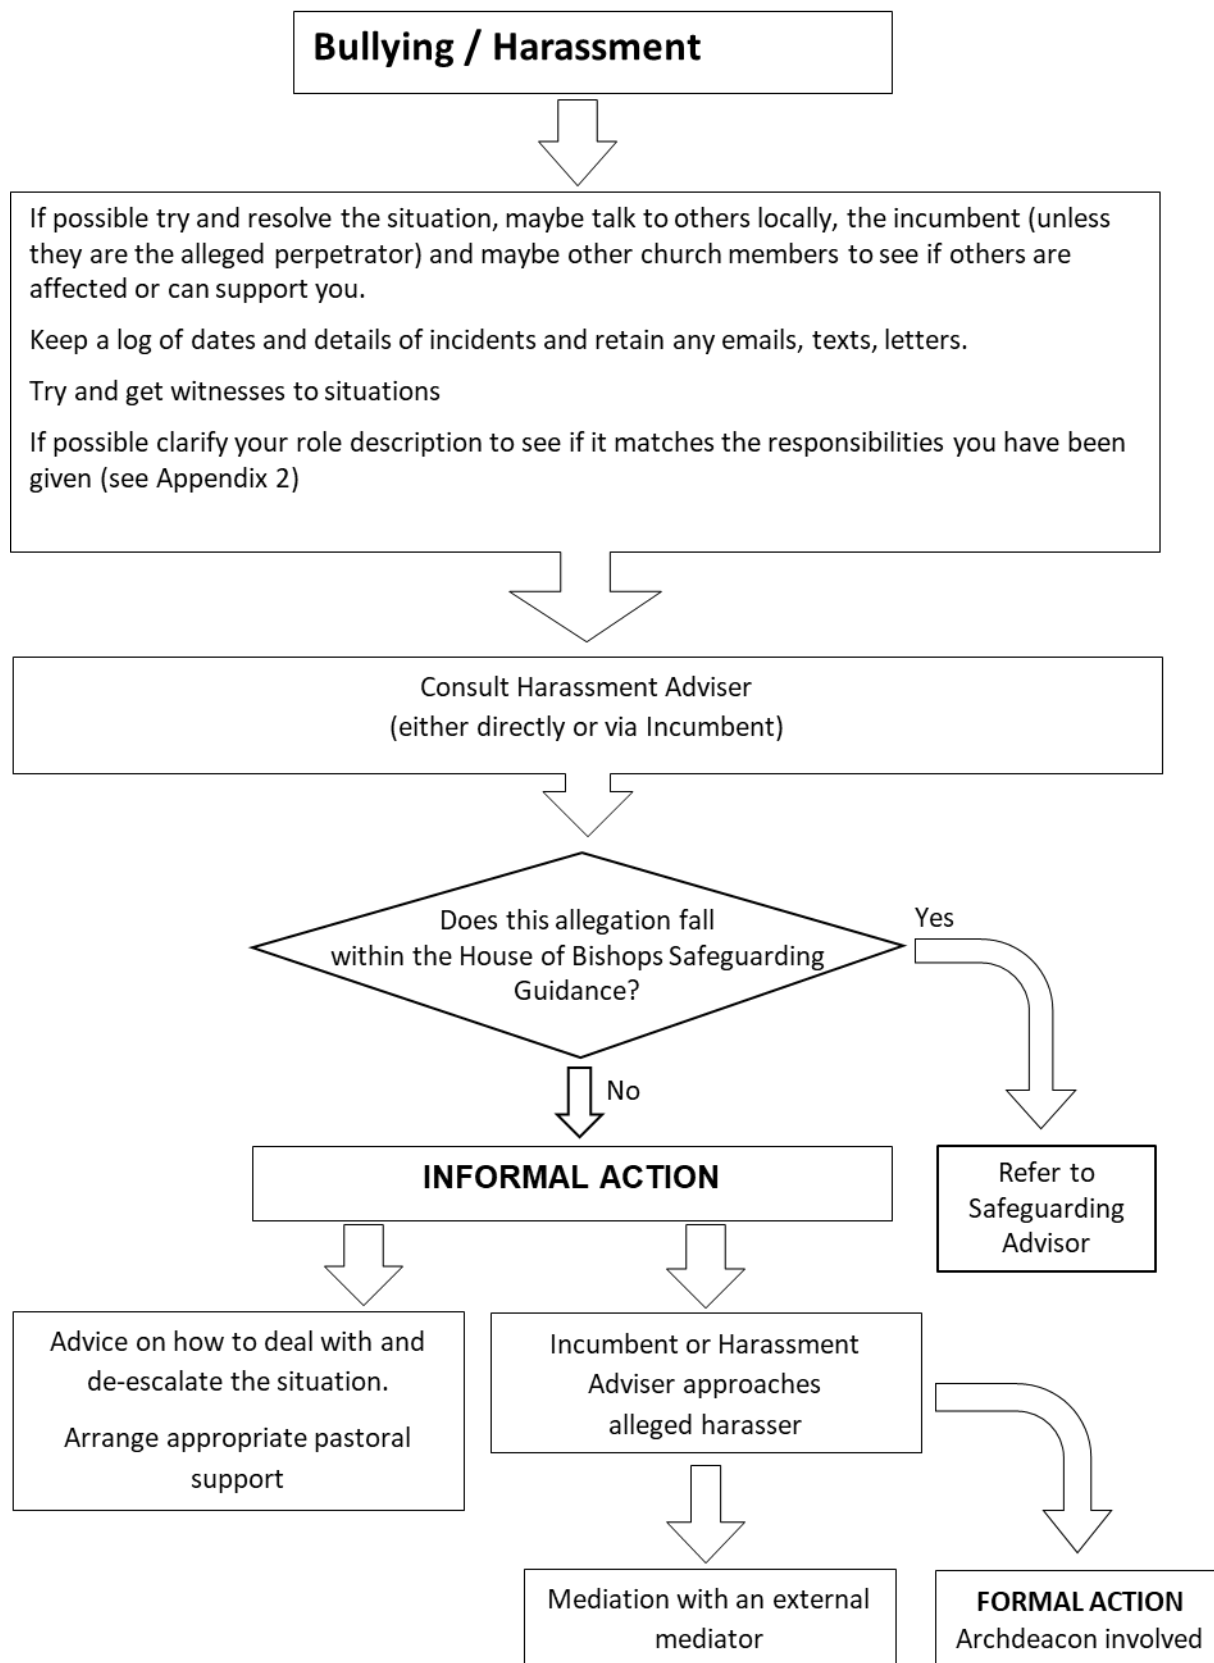 Bullying / Harassment
If possible try and resolve the situation, maybe talk to others locally, the incumbent (unless
they are the alleged perpetrator) and maybe other church members to see if others are
affected or can support you.
Keep a log of dates and details of incidents and retain any emails, texts, letters.
Try and get witnesses to situations
If possible clarify your role description to see if it matches the responsibilities you have been
given (see Appendix 2)
Consult Harassment Adviser
(either directly or via Incumbent)
Does this allegation fall
within the House of Bishops Safeguarding
Guidance?
Yes
No
INFORMAL ACTION
Refer to
Safeguarding
Advisor
Advice on how to deal with and
de-escalate the situation.
Arrange appropriate pastoral
support
Incumbent or Harassment
Adviser approaches
alleged harasser
Mediation with an external
mediator
FORMAL ACTION
Archdeacon involved